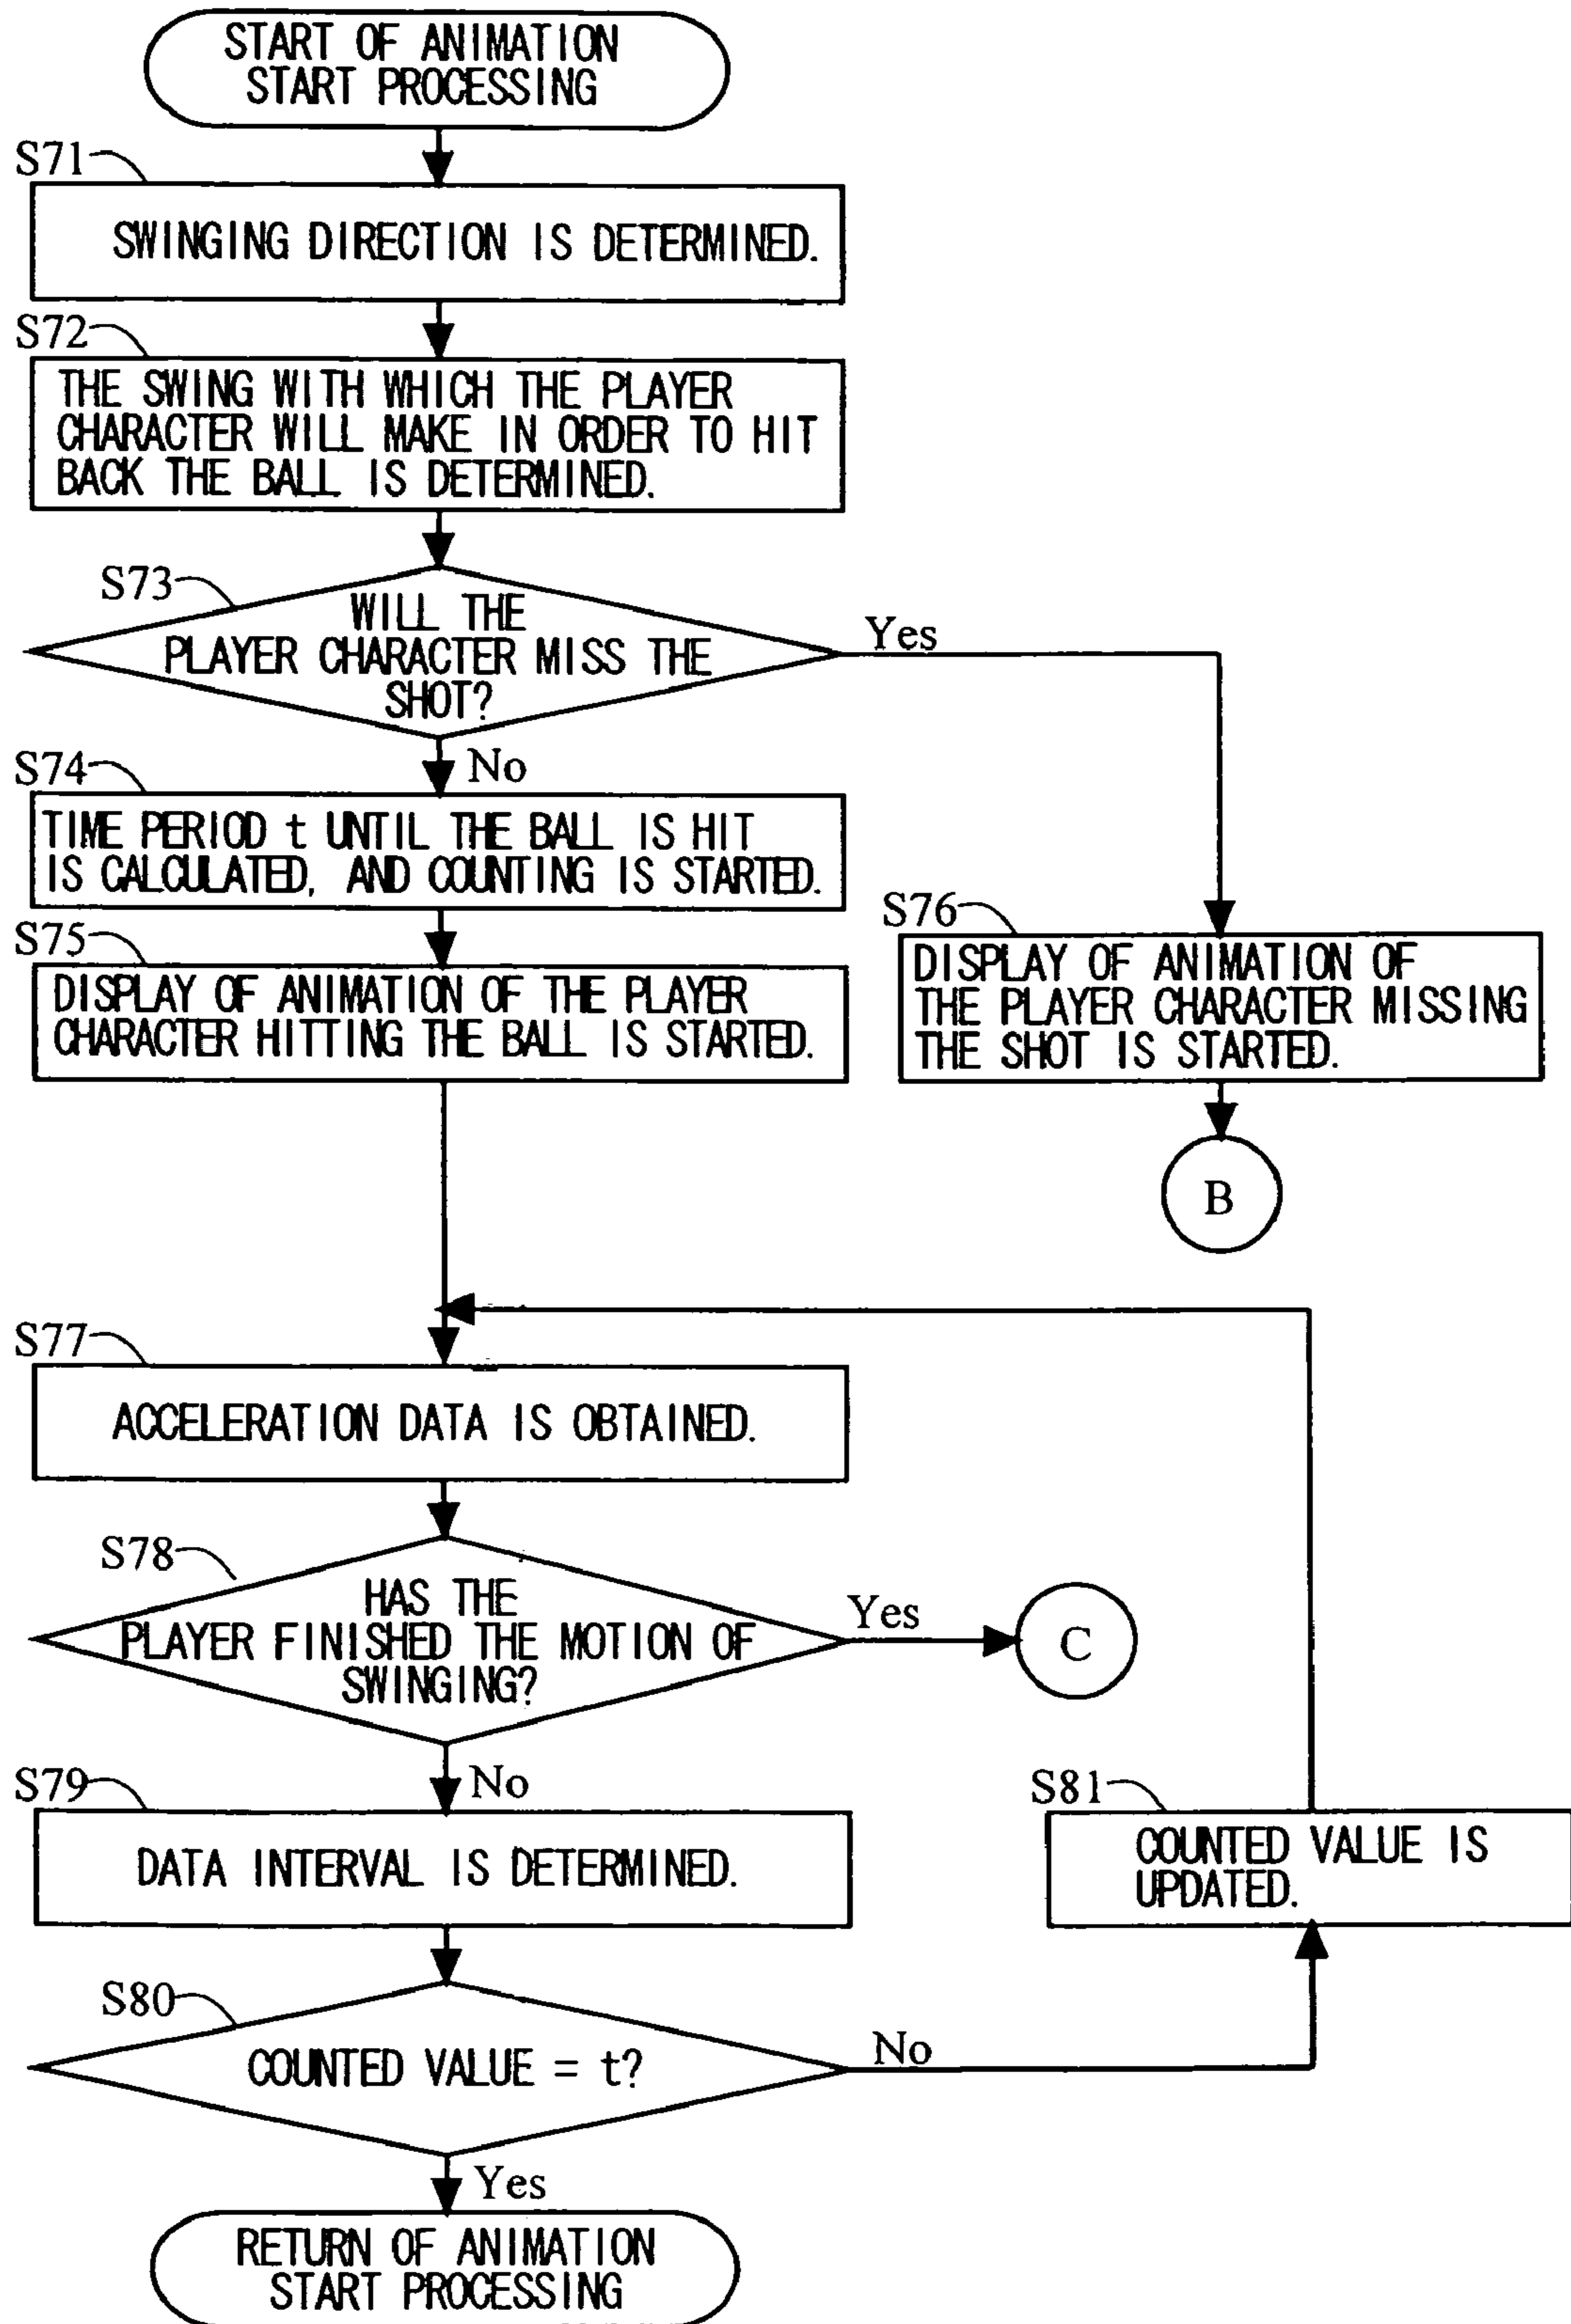 START OF ANIMATION
START PROCESSING
S71
SWINGING DIRECTION IS DETERMINED.
S72
THE SWING WITH WHICH THE PLAYER
CHARACTER WILL MAKE IN ORDER TO HIT
BACK THE BALL IS DETERMINED.
S73
WILL THE
PLAYER CHARACTER MISS THE
SHOT?
Yes
No
S74
TIME PERIOD t UNTIL THE BALL IS HIT
IS CALCULATED, AND COUNTING IS STARTED.
S75
DISPLAY OF ANIMATION OF THE PLAYER
CHARACTER HITTING THE BALL IS STARTED.
S76
DISPLAY OF ANIMATION OF
THE PLAYER CHARACTER MISSING
THE SHOT IS STARTED.
B
S77
ACCELERATION DATA IS OBTAINED.
S78
HAS THE
PLAYER FINISHED THE MOTION OF
SWINGING?
Yes
C
No
S79
DATA INTERVAL IS DETERMINED.
S81
COUNTED VALUE IS
UPDATED.
S80
COUNTED VALUE = t?
No
Yes
RETURN OF ANIMATION
START PROCESSING